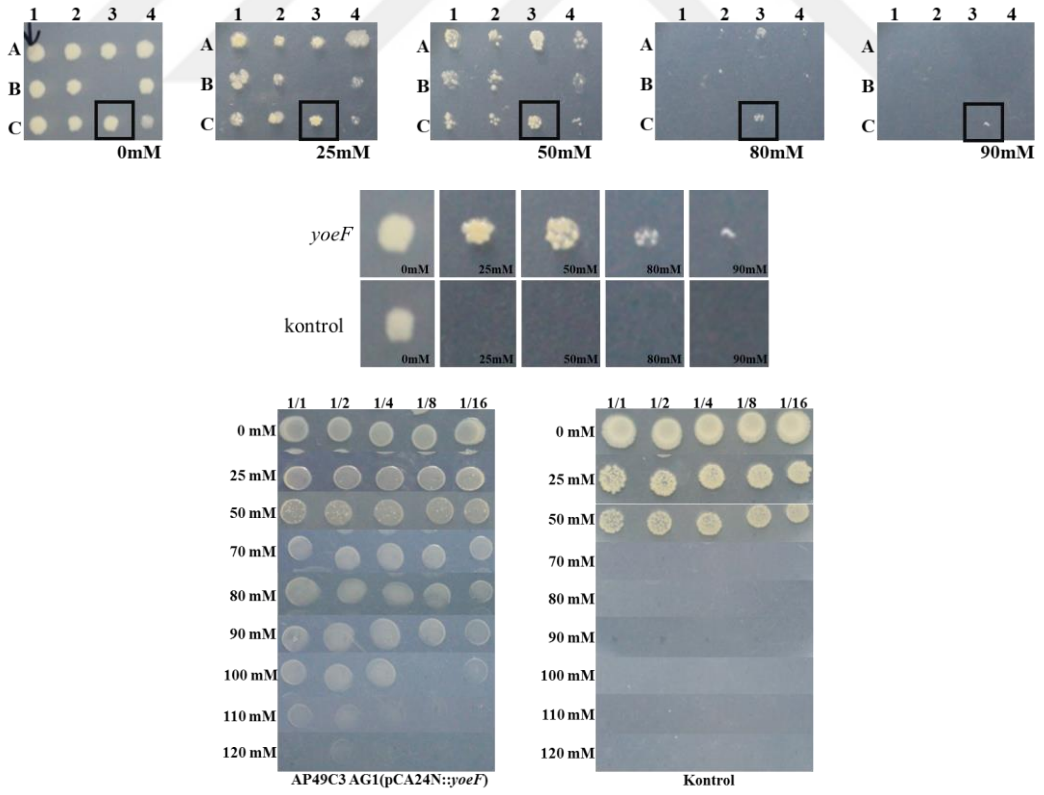 1 2 3 4
A
B
C
0mM
1 2 3 4
A
B
C
25mM
1 2 3 4
A
B
C
50mM
1 2 3 4
A
B
C
80mM
1 2 3 4
A
B
C
90mM
yoeF
0mM 25mM 50mM 80mM 90mM
kontrol
0mM 25mM 50mM 80mM 90mM
1/1 1/2 1/4 1/8 1/16
0 mM
25 mM
50 mM
70 mM
80 mM
90 mM
100 mM
110 mM
120 mM
AP49C3 AG1(pCA24N::yoeF)
1/1 1/2 1/4 1/8 1/16
0 mM
25 mM
50 mM
70 mM
80 mM
90 mM
100 mM
110 mM
120 mM
Kontrol